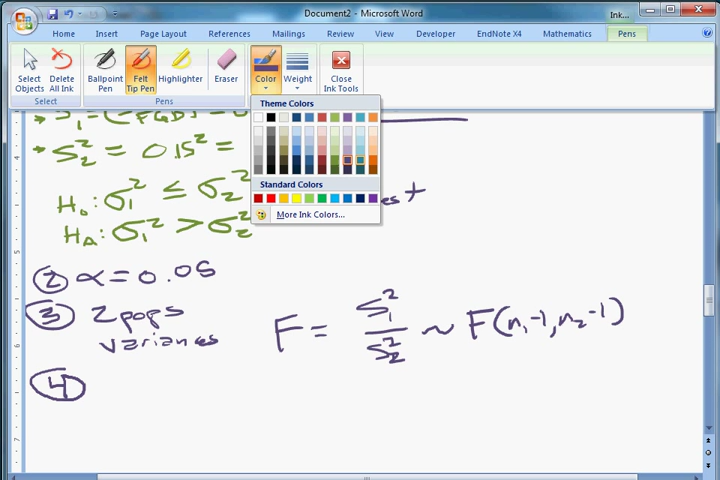 Document2 - Microsoft Word
Ink...
Home Insert Page Layout References Mailings Review View Developer EndNote X4 Mathematics Pens
Select Objects
Delete All Ink
Ballpoint Pen
Felt Tip Pen
Highlighter
Eraser
Color
Weight
Close Ink Tools
Select
Pens
Theme Colors
Standard Colors
More Ink Colors...
S₂² = 0.15² =
H₀: σ₁² ≤ σ₂²
H_A: σ₁² > σ₂²
② α = 0.05
③ 2 pops
variances
F = S₁²/S₂² ~ F(n₁-1, n₂-1)
④